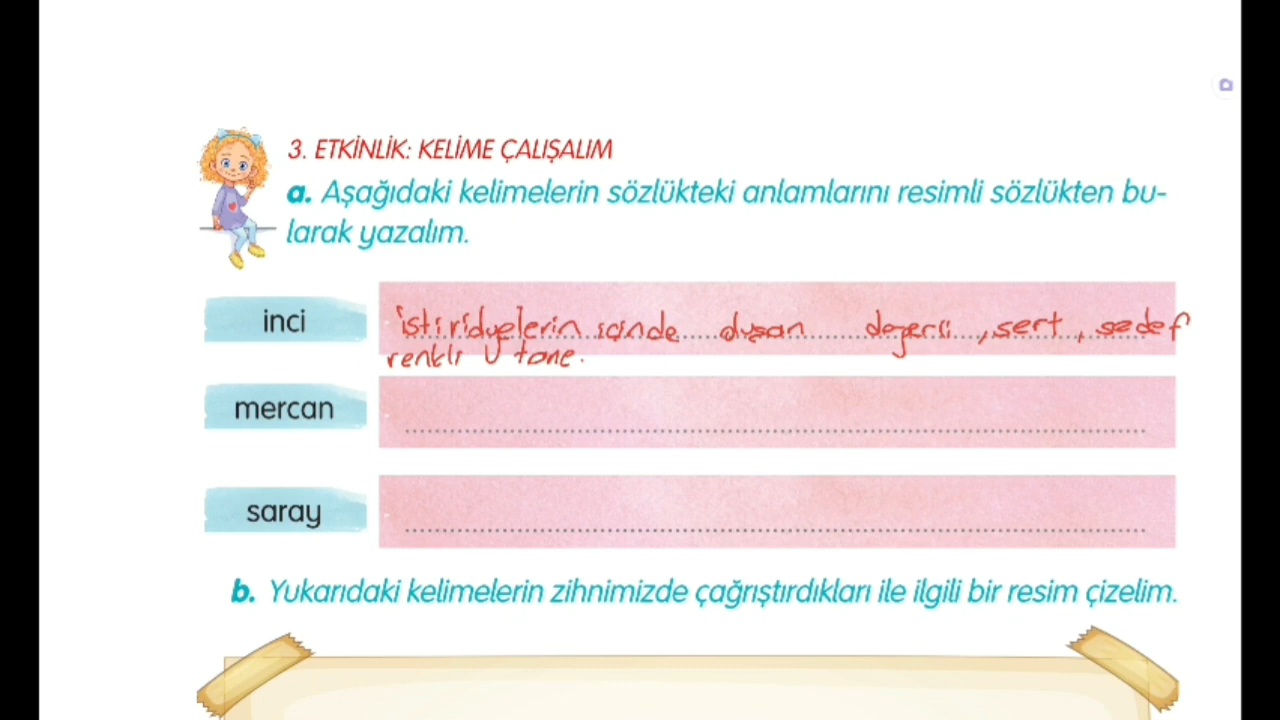 3. ETKİNLİK: KELİME ÇALIŞALIM
a. Aşağıdaki kelimelerin sözlükteki anlamlarını resimli sözlükten bu-
larak yazalım.
inci
istiridyelerin içinde oluşan değerli, sert, sedef
renkli tane.
mercan
saray
b. Yukarıdaki kelimelerin zihnimizde çağrıştırdıkları ile ilgili bir resim çizelim.